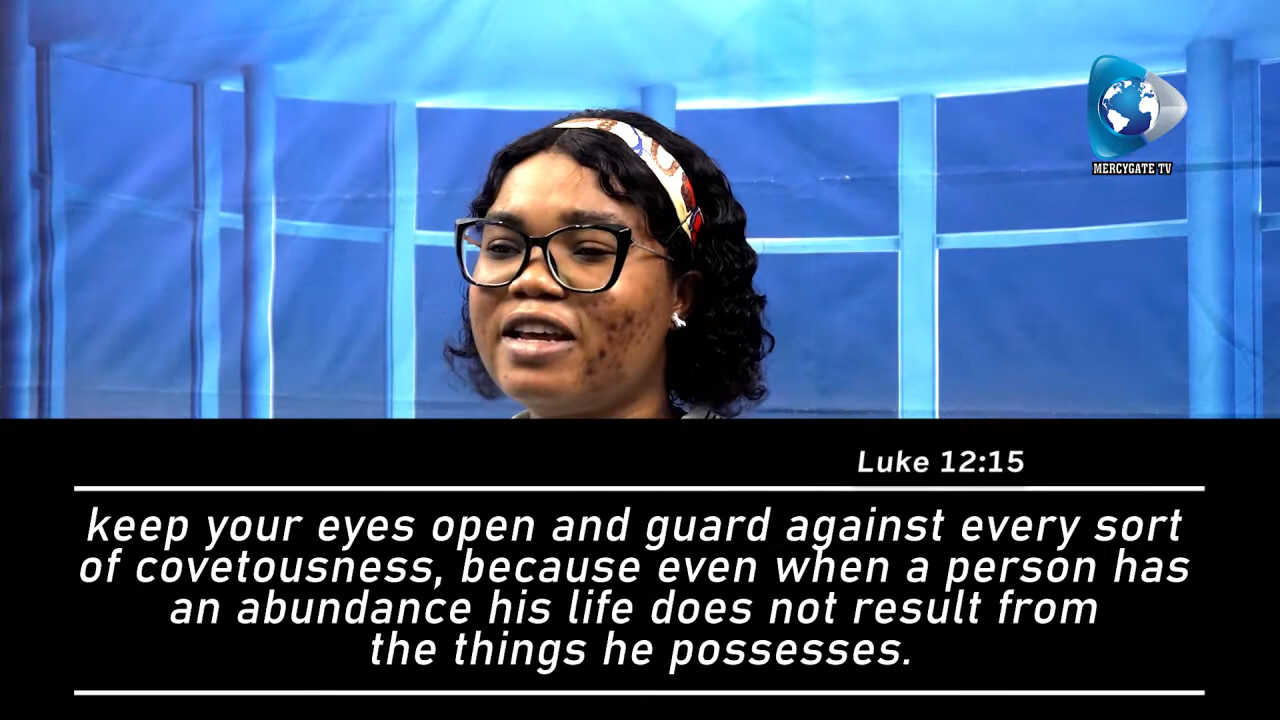 MERCYGATE TV
Luke 12:15
keep your eyes open and guard against every sort
of covetousness, because even when a person has
an abundance his life does not result from
the things he possesses.